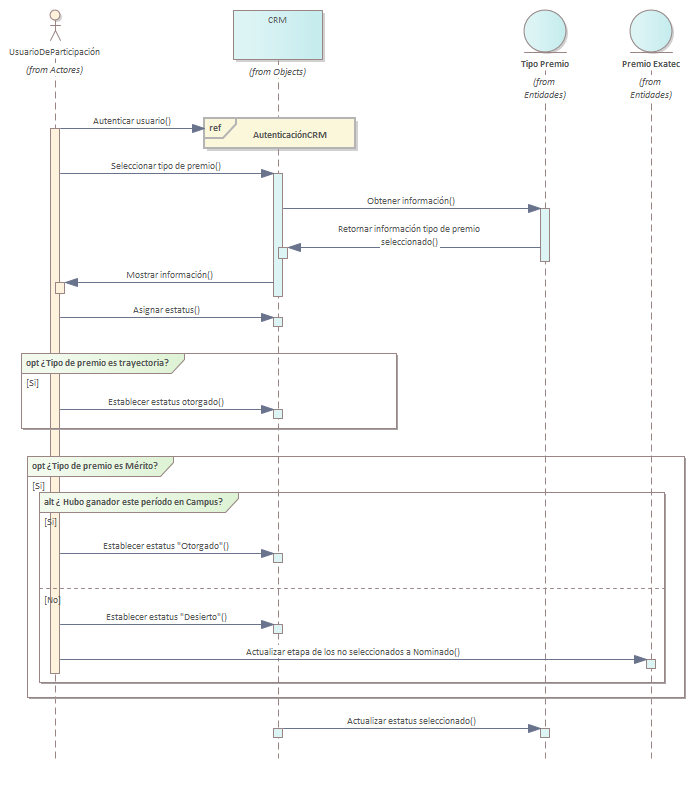 CRM
UsuarioDeParticipación
(from Actores)
(from Objects)
Tipo Premio
(from
Entidades)
Premio Exatec
(from
Entidades)
Autenticar usuario()
ref
AutenticaciónCRM
Seleccionar tipo de premio()
Obtener información()
Retornar información tipo de premio
seleccionado()
Mostrar información()
Asignar estatus()
opt ¿Tipo de premio es trayectoria?
[Si]
Establecer estatus otorgado()
opt ¿Tipo de premio es Mérito?
[Si]
alt ¿ Hubo ganador este período en Campus?
[Si]
Establecer estatus "Otorgado"()
[No]
Establecer estatus "Desierto"()
Actualizar etapa de los no seleccionados a Nominado()
Actualizar estatus seleccionado()